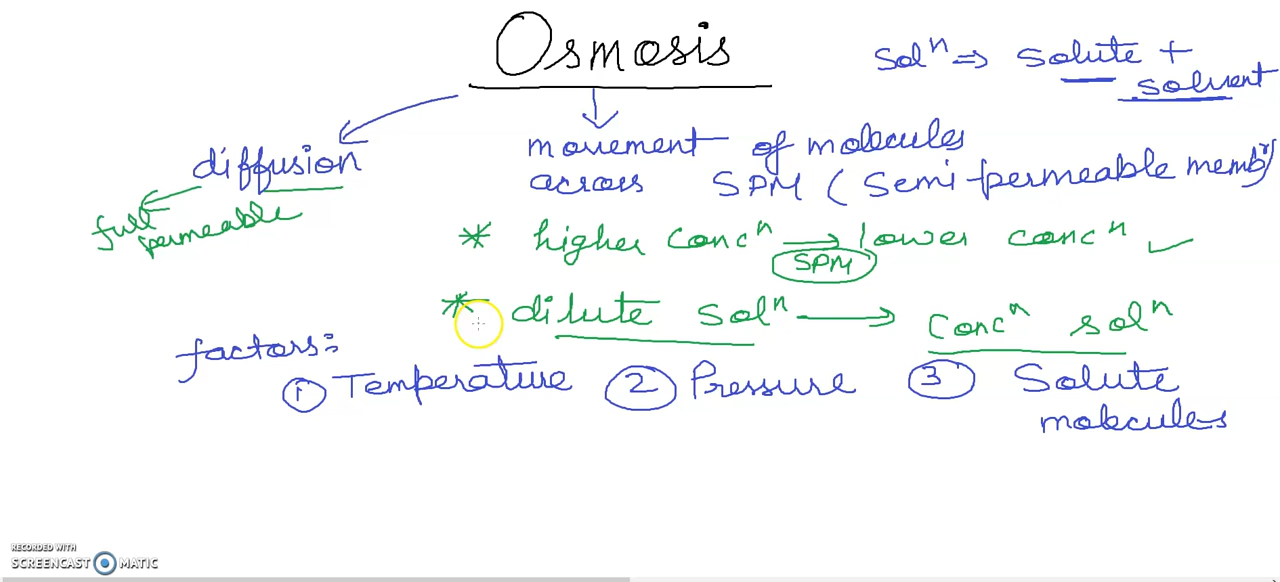 Osmosis
Solⁿ ⇒ Solute +
solvent
diffusion
full
permeable
movement of molecules
across SPM (Semi-permeable membʳ)
* higher concⁿ → lower concⁿ ✓
SPM
* dilute solⁿ → concⁿ solⁿ
factors:
① Temperature ② Pressure ③ Solute
molecules
RECORDED WITH
SCREENCAST MATIC